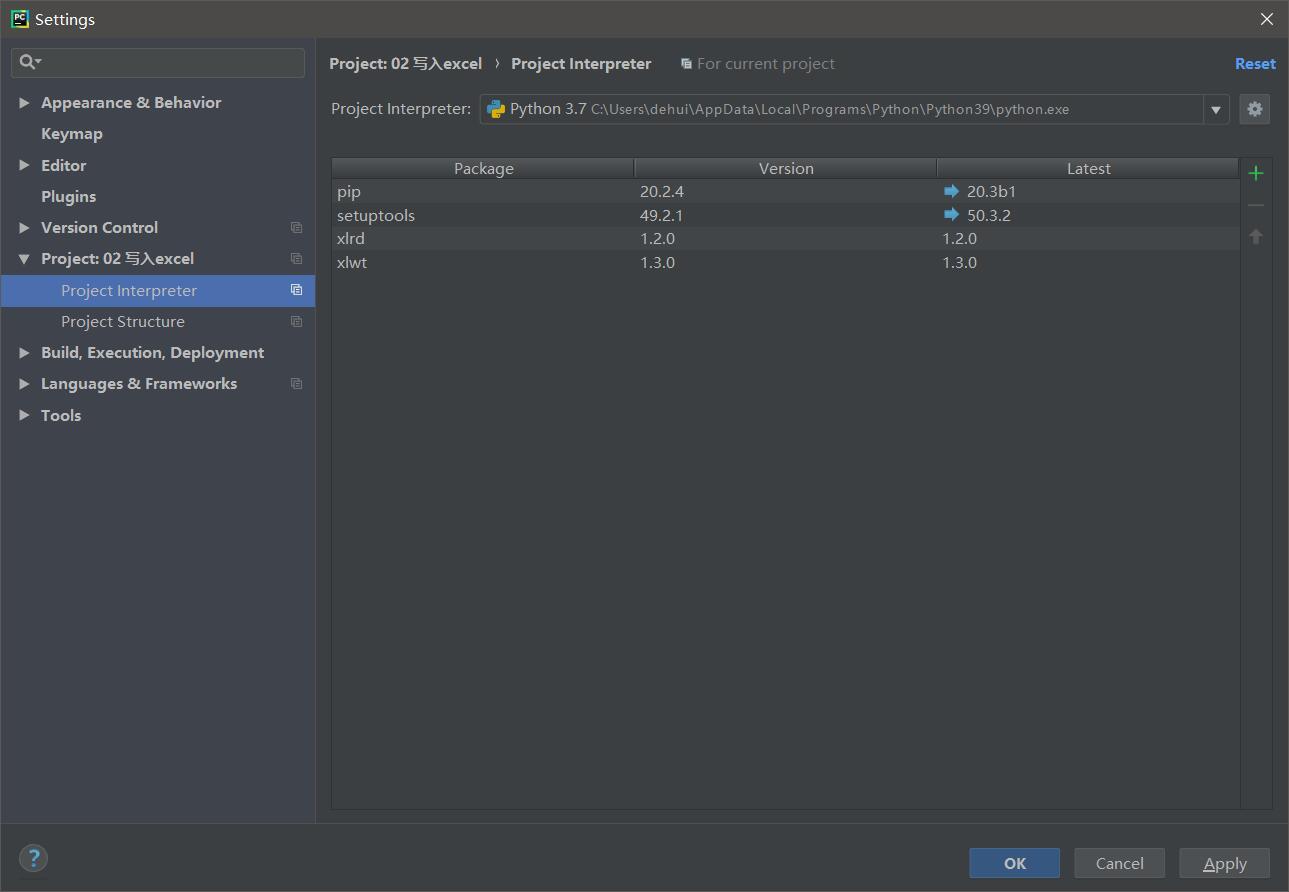 Settings
Project: 02 写入excel › Project Interpreter For current project Reset
Appearance & Behavior
Keymap
Editor
Plugins
Version Control
Project: 02 写入excel
Project Interpreter
Project Structure
Build, Execution, Deployment
Languages & Frameworks
Tools
Project Interpreter: Python 3.7 C:\Users\dehui\AppData\Local\Programs\Python\Python39\python.exe
Package Version Latest
pip 20.2.4 20.3b1
setuptools 49.2.1 50.3.2
xlrd 1.2.0 1.2.0
xlwt 1.3.0 1.3.0
? OK Cancel Apply